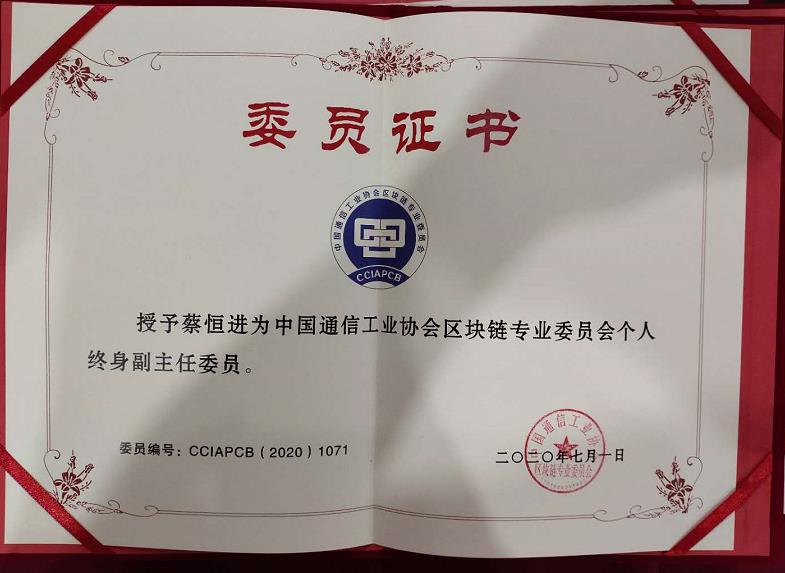 委员证书
中国通信工业协会区块链专业委员会
CCIAPCB
授予蔡恒进为中国通信工业协会区块链专业委员会个人
终身副主任委员。
委员编号：CCIAPCB（2020）1071
二〇二〇年七月一日
中国通信工业协会
区块链专业委员会